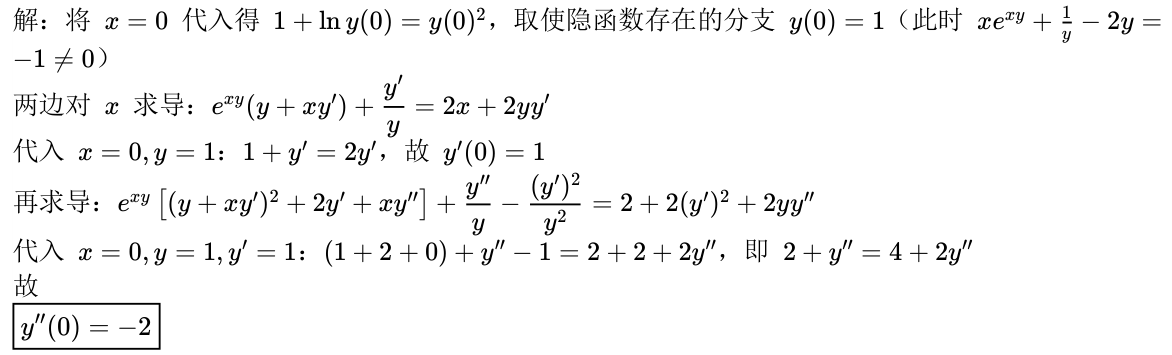 解：将 x = 0 代入得 1 + ln y(0) = y(0)²，取使隐函数存在的分支 y(0) = 1（此时 xe^{xy} + \frac{1}{y} − 2y =
−1 ≠ 0）
两边对 x 求导：e^{xy}(y + xy′) + \frac{y′}{y} = 2x + 2yy′
代入 x = 0, y = 1：1 + y′ = 2y′，故 y′(0) = 1
再求导：e^{xy} [(y + xy′)² + 2y′ + xy″] + \frac{y″}{y} − \frac{(y′)²}{y²} = 2 + 2(y′)² + 2yy″
代入 x = 0, y = 1, y′ = 1：(1 + 2 + 0) + y″ − 1 = 2 + 2 + 2y″，即 2 + y″ = 4 + 2y″
故
y″(0) = −2